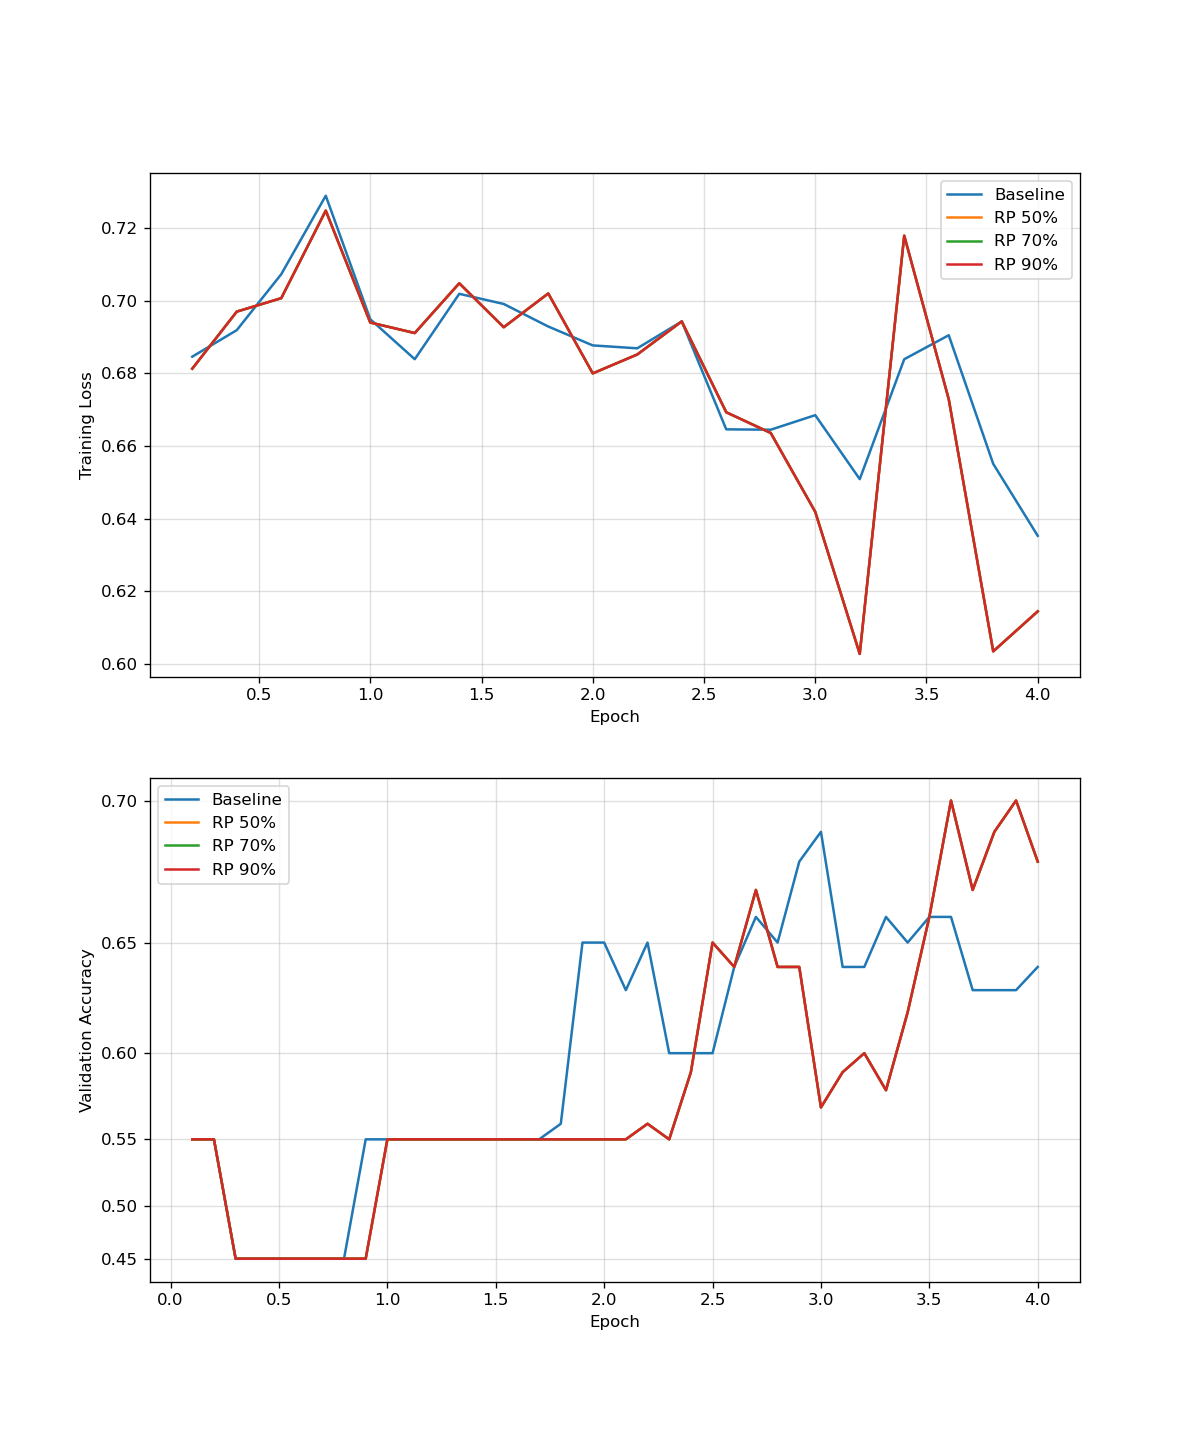 Training Loss
0.72
0.70
0.68
0.66
0.64
0.62
0.60
Baseline
RP 50%
RP 70%
RP 90%
0.5 1.0 1.5 2.0 2.5 3.0 3.5 4.0
Epoch
Validation Accuracy
0.70
0.65
0.60
0.55
0.50
0.45
Baseline
RP 50%
RP 70%
RP 90%
0.0 0.5 1.0 1.5 2.0 2.5 3.0 3.5 4.0
Epoch